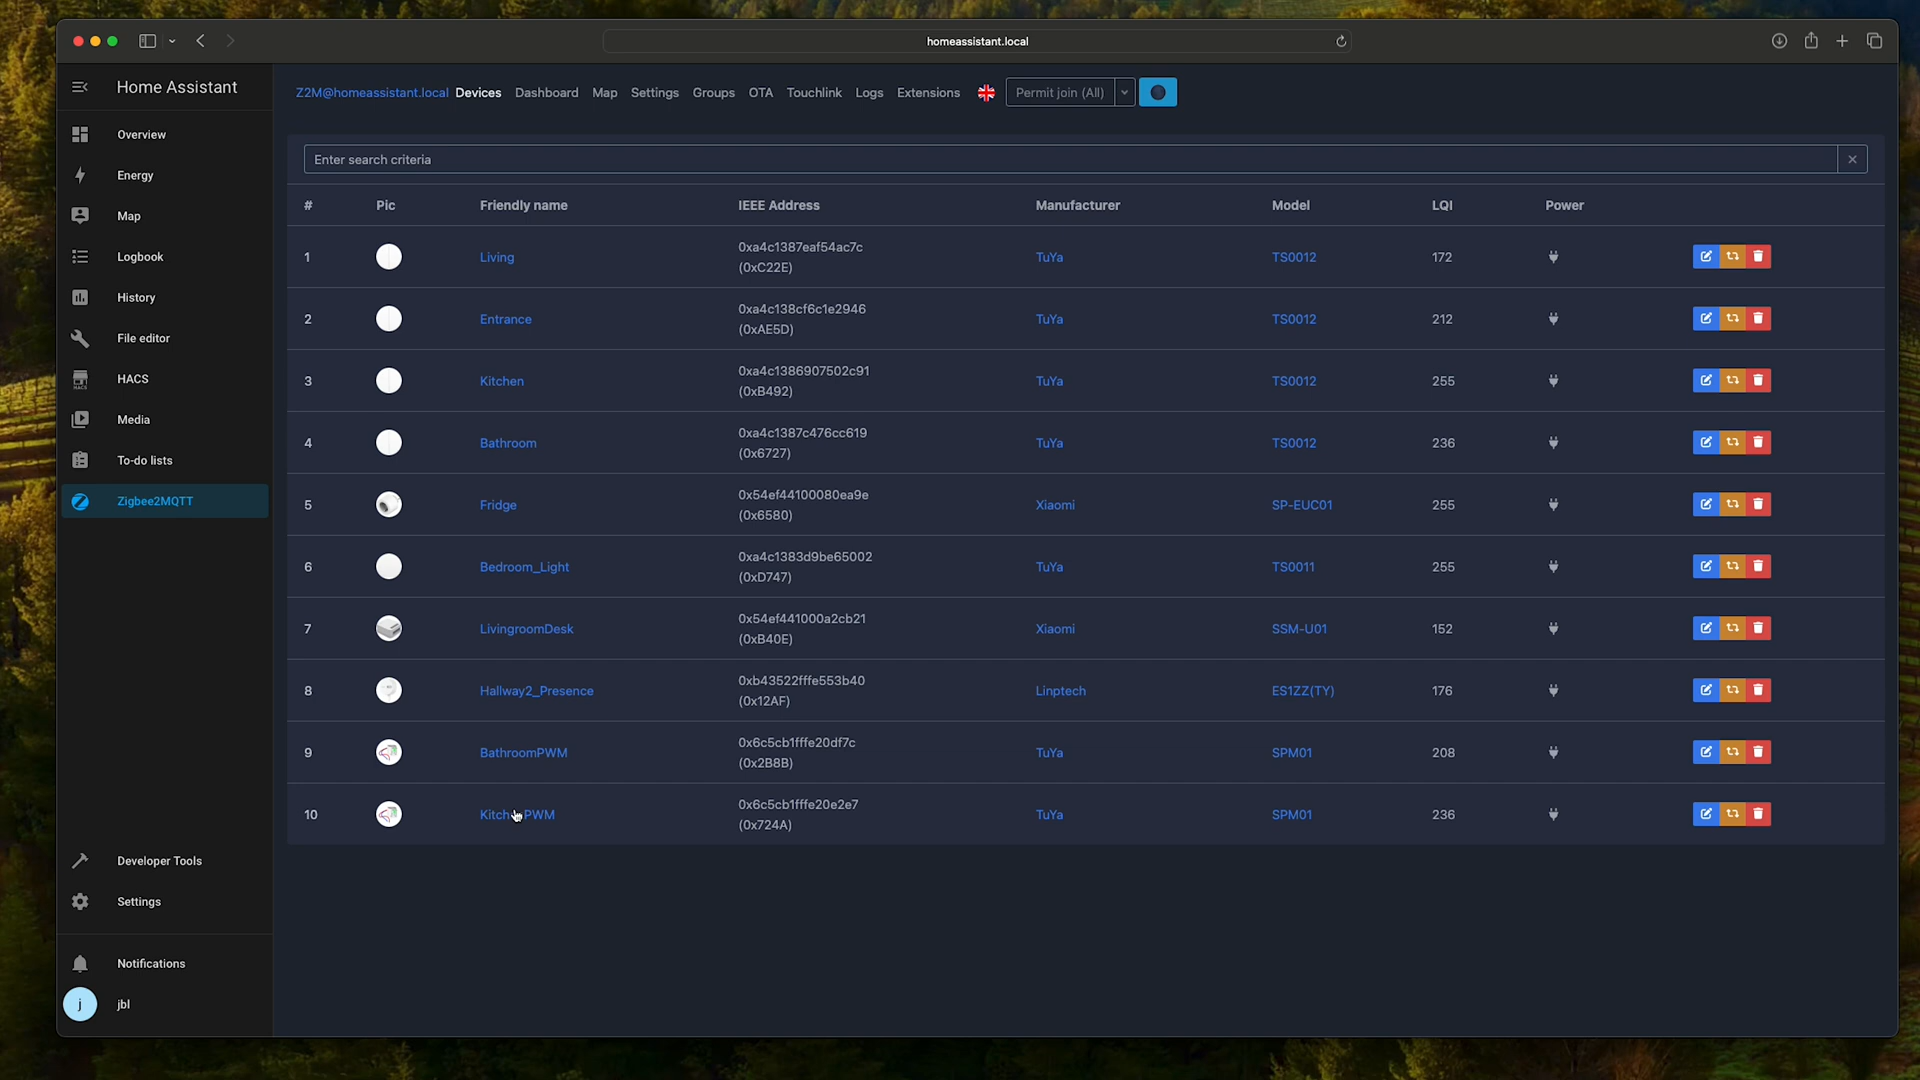 homeassistant.local
Home Assistant
Overview
Energy
Map
Logbook
History
File editor
HACS
Media
To-do lists
Zigbee2MQTT
Developer Tools
Settings
Notifications
j jbl
Z2M@homeassistant.local Devices Dashboard Map Settings Groups OTA Touchlink Logs Extensions Permit join (All)
Enter search criteria
# Pic Friendly name IEEE Address Manufacturer Model LQI Power
1 Living 0xa4c1387eaf54ac7c TuYa TS0012 172
(0xC22E)
2 Entrance 0xa4c138cf6c1e2946 TuYa TS0012 212
(0xAE5D)
3 Kitchen 0xa4c1386907502c91 TuYa TS0012 255
(0xB492)
4 Bathroom 0xa4c1387c476cc619 TuYa TS0012 236
(0x6727)
5 Fridge 0x54ef44100080ea9e Xiaomi SP-EUC01 255
(0x6580)
6 Bedroom_Light 0xa4c1383d9be65002 TuYa TS0011 255
(0xD747)
7 LivingroomDesk 0x54ef441000a2cb21 Xiaomi SSM-U01 152
(0xB40E)
8 Hallway2_Presence 0xb43522fffe553b40 Linptech ES1ZZ(TY) 176
(0x12AF)
9 BathroomPWM 0x6c5cb1fffe20df7c TuYa SPM01 208
(0x2B8B)
10 KitchenPWM 0x6c5cb1fffe20e2e7 TuYa SPM01 236
(0x724A)